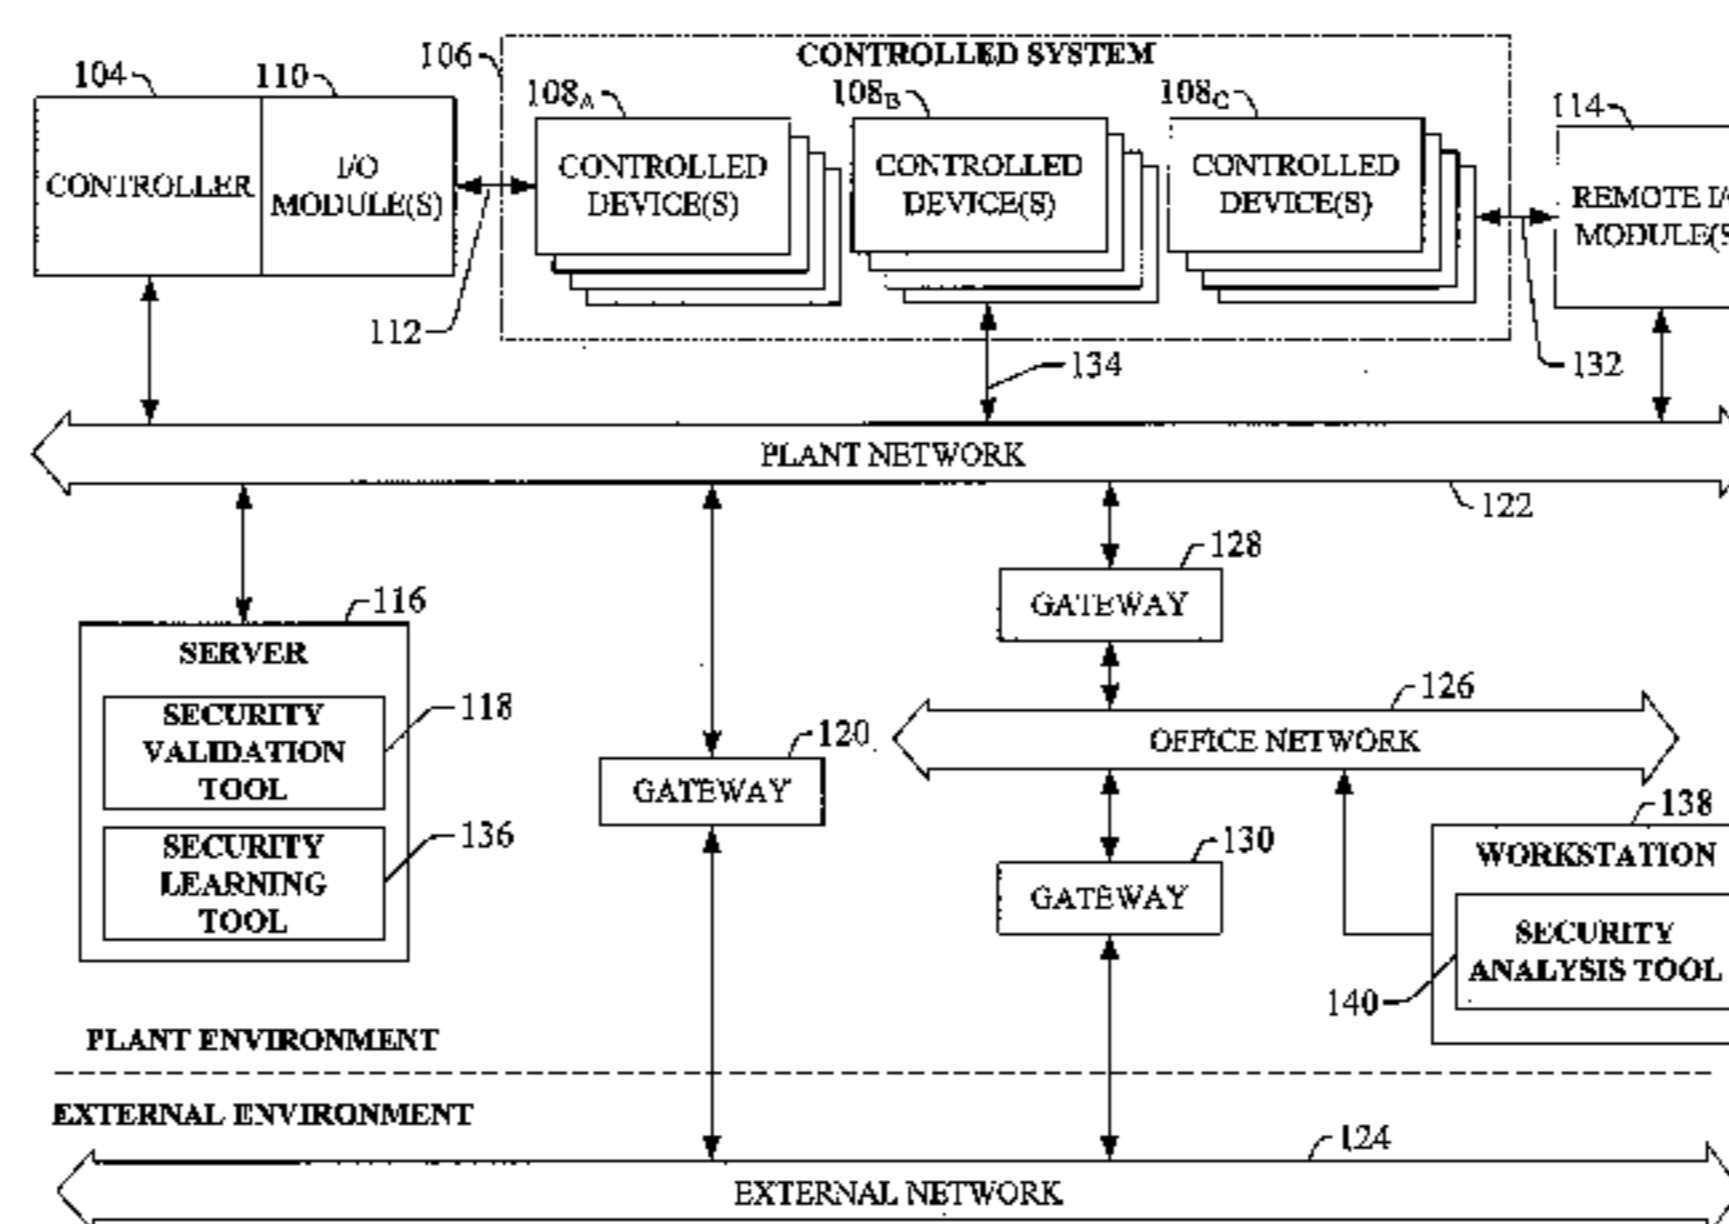 CONTROLLED SYSTEM
106
104
110
108A
108B
108C
114
CONTROLLER
I/O
MODULE(S)
CONTROLLED
DEVICE(S)
CONTROLLED
DEVICE(S)
CONTROLLED
DEVICE(S)
REMOTE I/
MODULE(S
112
134
132
PLANT NETWORK
122
128
GATEWAY
116
SERVER
SECURITY
VALIDATION
TOOL
118
SECURITY
LEARNING
TOOL
136
120
GATEWAY
126
OFFICE NETWORK
130
GATEWAY
138
WORKSTATION
SECURITY
ANALYSIS TOOL
140
PLANT ENVIRONMENT
EXTERNAL ENVIRONMENT
124
EXTERNAL NETWORK